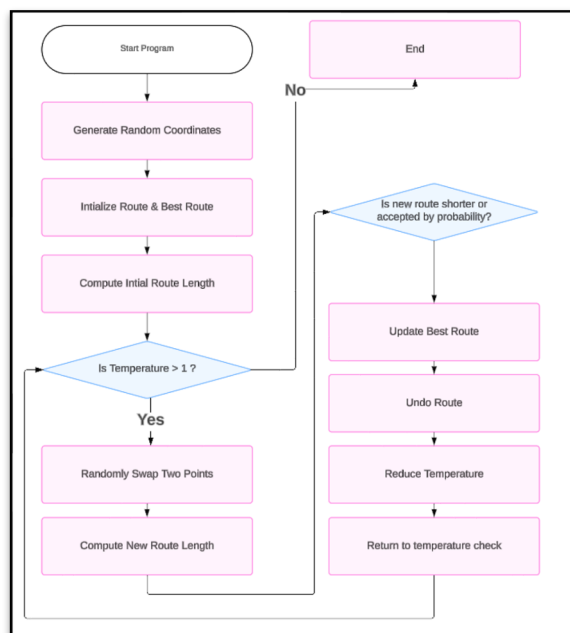 Start Program
End
No
Generate Random Coordinates
Intialize Route & Best Route
Is new route shorter or
accepted by probability?
Compute Intial Route Length
Update Best Route
Is Temperature > 1 ?
Undo Route
Yes
Randomly Swap Two Points
Reduce Temperature
Compute New Route Length
Return to temperature check